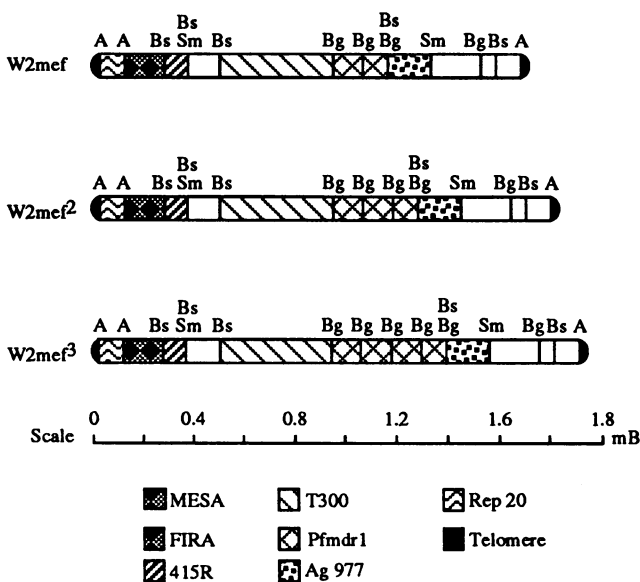 Bs Bs
A A Bs Sm Bs Bg Bg Bg Sm Bg Bs A
W2mef
Bs Bs
A A Bs Sm Bs Bg Bg Bg Bg Sm Bg Bs A
W2mef2
Bs Bs
A A Bs Sm Bs Bg Bg Bg Bg Bg Sm Bg Bs A
W2mef3
0 0.4 0.8 1.2 1.6 1.8
Scale mB
MESA T300 Rep 20
FIRA Pfmdr1 Telomere
415R Ag 977